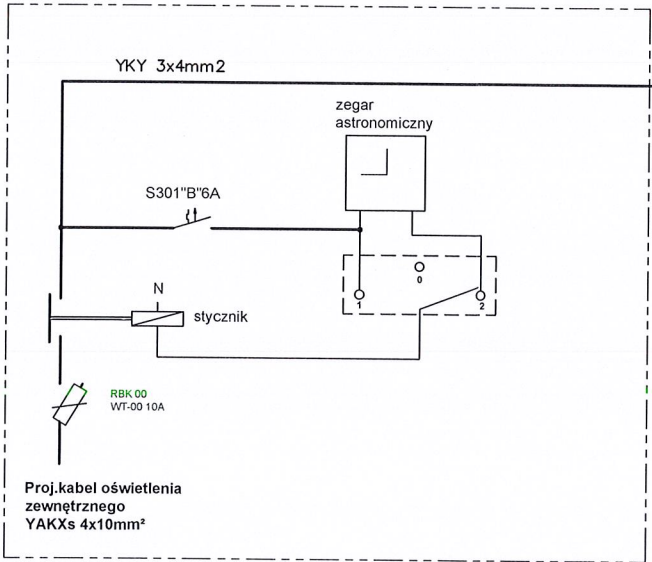 YKY 3x4mm2
zegar
astronomiczny
S301"B"6A
0
1
2
N
stycznik
RBK 00
WT-00 10A
Proj.kabel oświetlenia
zewnętrznego
YAKXs 4x10mm²